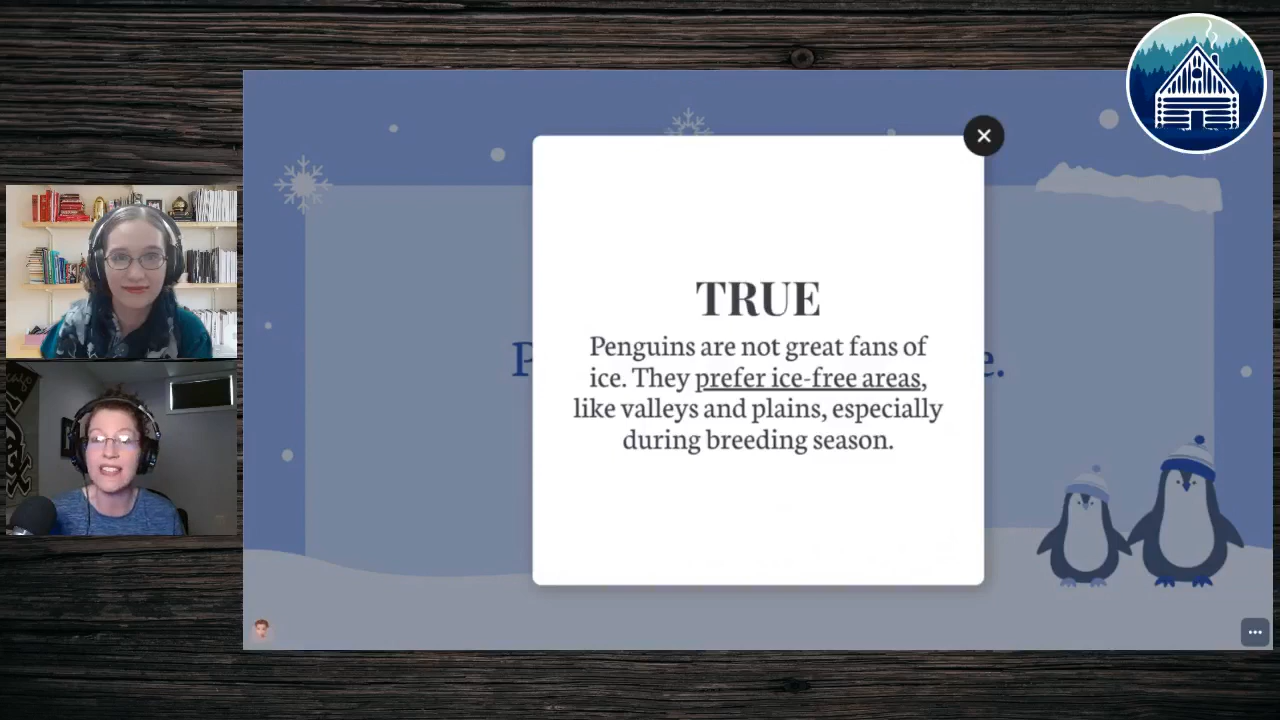 TRUE
Penguins are not great fans of
ice. They prefer ice-free areas,
like valleys and plains, especially
during breeding season.